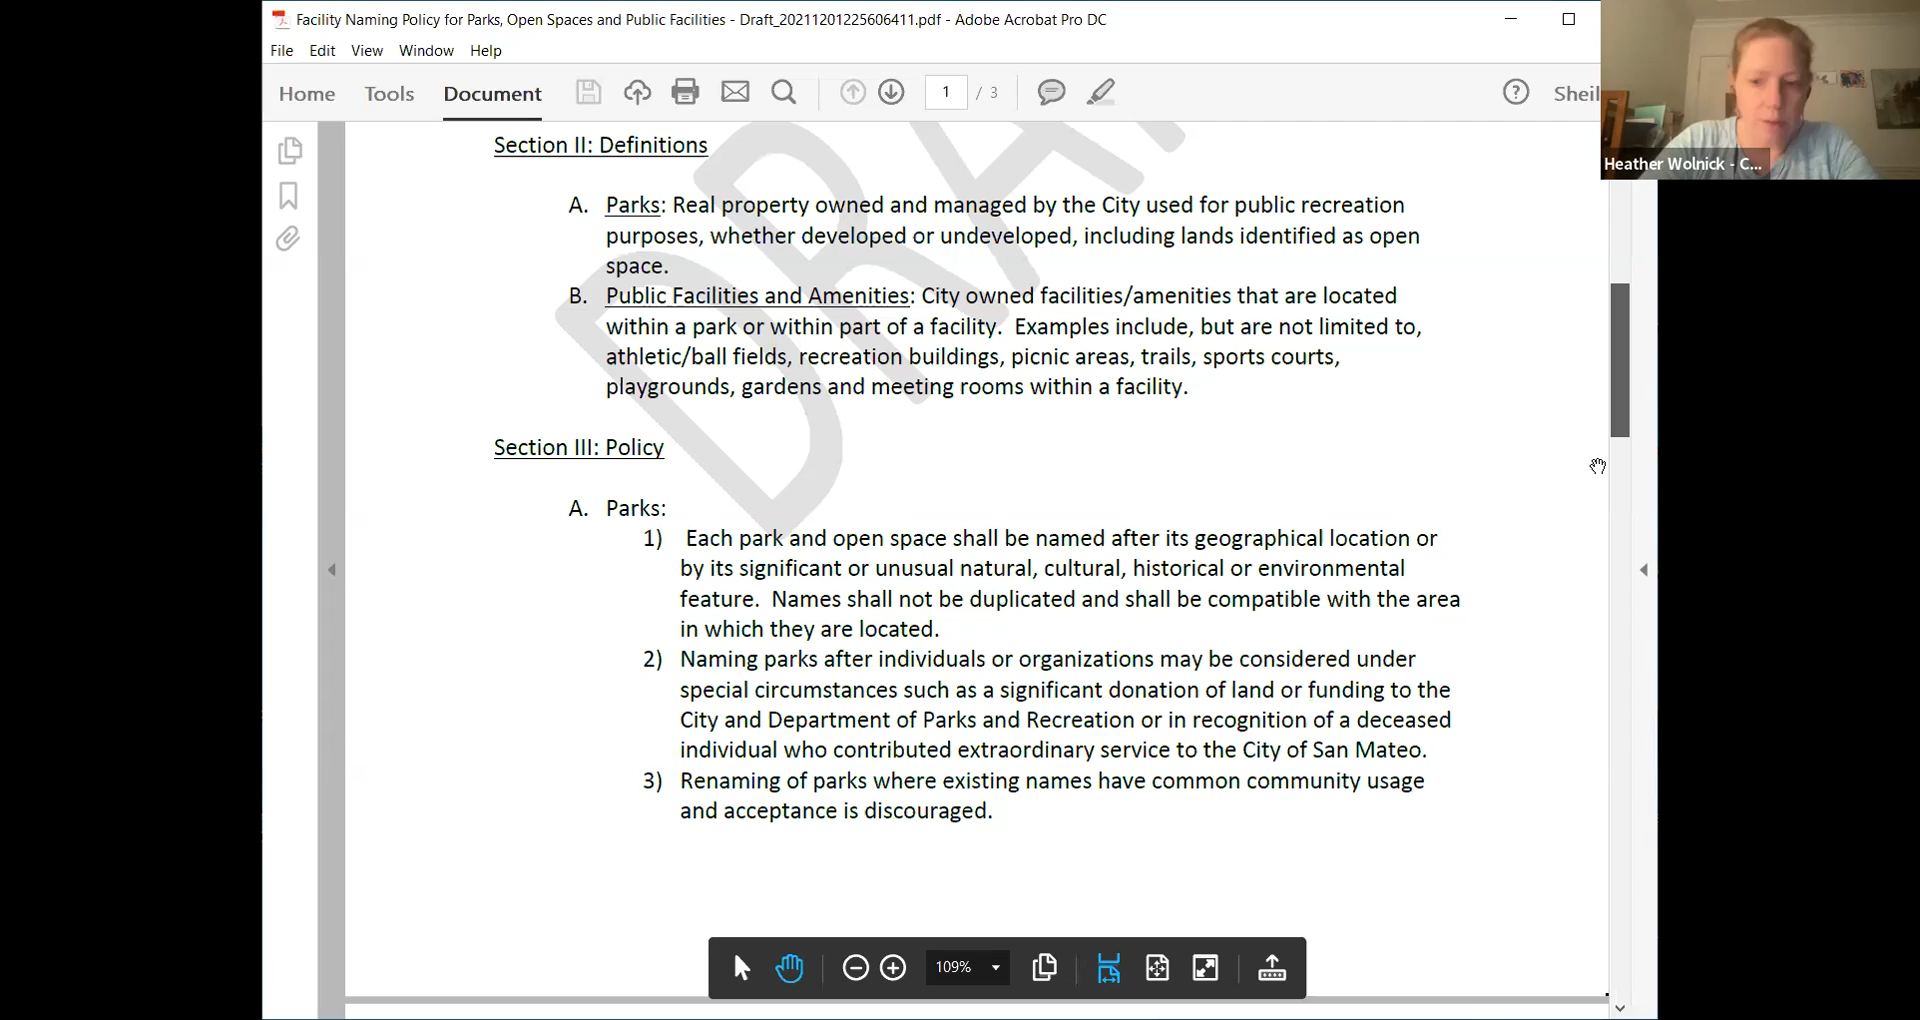 Facility Naming Policy for Parks, Open Spaces and Public Facilities - Draft_20211201225606411.pdf - Adobe Acrobat Pro DC
File Edit View Window Help
Home Tools Document 1 / 3 Sheil
Heather Wolnick - C...
DRA
Section II: Definitions
A. Parks: Real property owned and managed by the City used for public recreation
purposes, whether developed or undeveloped, including lands identified as open
space.
B. Public Facilities and Amenities: City owned facilities/amenities that are located
within a park or within part of a facility. Examples include, but are not limited to,
athletic/ball fields, recreation buildings, picnic areas, trails, sports courts,
playgrounds, gardens and meeting rooms within a facility.
Section III: Policy
A. Parks:
1) Each park and open space shall be named after its geographical location or
by its significant or unusual natural, cultural, historical or environmental
feature. Names shall not be duplicated and shall be compatible with the area
in which they are located.
2) Naming parks after individuals or organizations may be considered under
special circumstances such as a significant donation of land or funding to the
City and Department of Parks and Recreation or in recognition of a deceased
individual who contributed extraordinary service to the City of San Mateo.
3) Renaming of parks where existing names have common community usage
and acceptance is discouraged.
109%